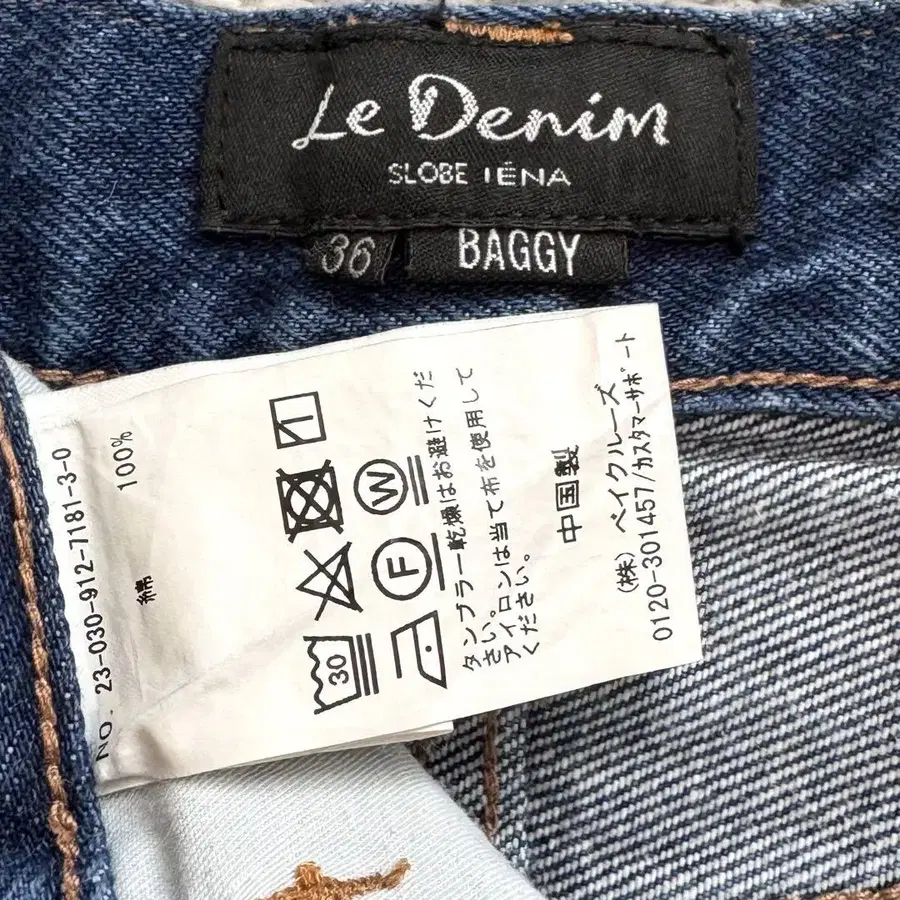 Le Denim
SLOBE IÉNA
36
BAGGY
NO. 23-030-912-7181-3-0
綿 100%
30
W
F
タンブラー乾燥はお避けくだ
さい。
アイロンは当て布を使用して
ください。
中国製
(株) ベイクルーズ
0120-301457/カスタマーサポート